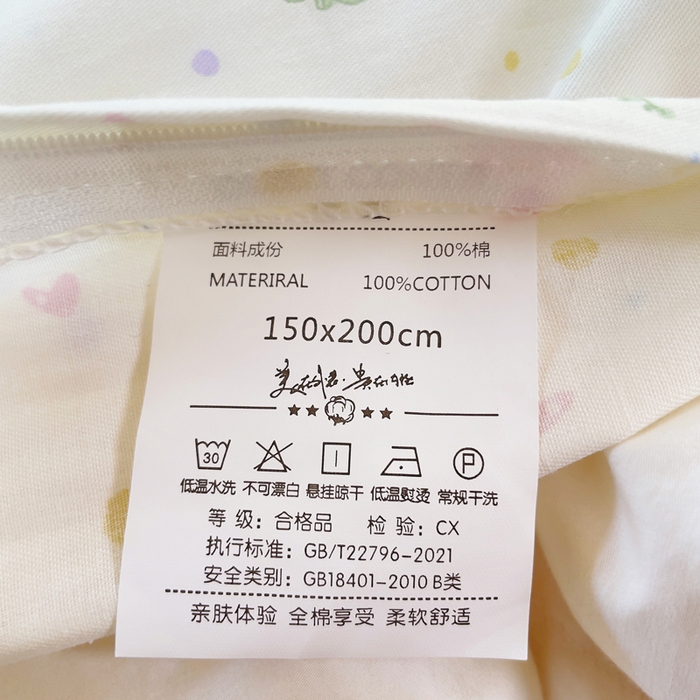 面料成份 100%棉
MATERIRAL 100%COTTON
150x200cm
30 P
低温水洗 不可漂白 悬挂晾干 低温熨烫 常规干洗
等 级：合格品 检 验：CX
执行标准：GB/T22796-2021
安全类别：GB18401-2010 B类
亲肤体验 全棉享受 柔软舒适